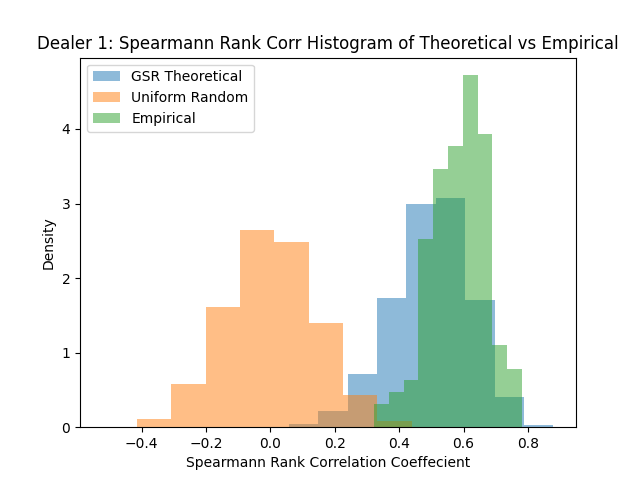 Dealer 1: Spearmann Rank Corr Histogram of Theoretical vs Empirical
GSR Theoretical
Uniform Random
Empirical
Density
4
3
2
1
0
−0.4 −0.2 0.0 0.2 0.4 0.6 0.8
Spearmann Rank Correlation Coeffecient